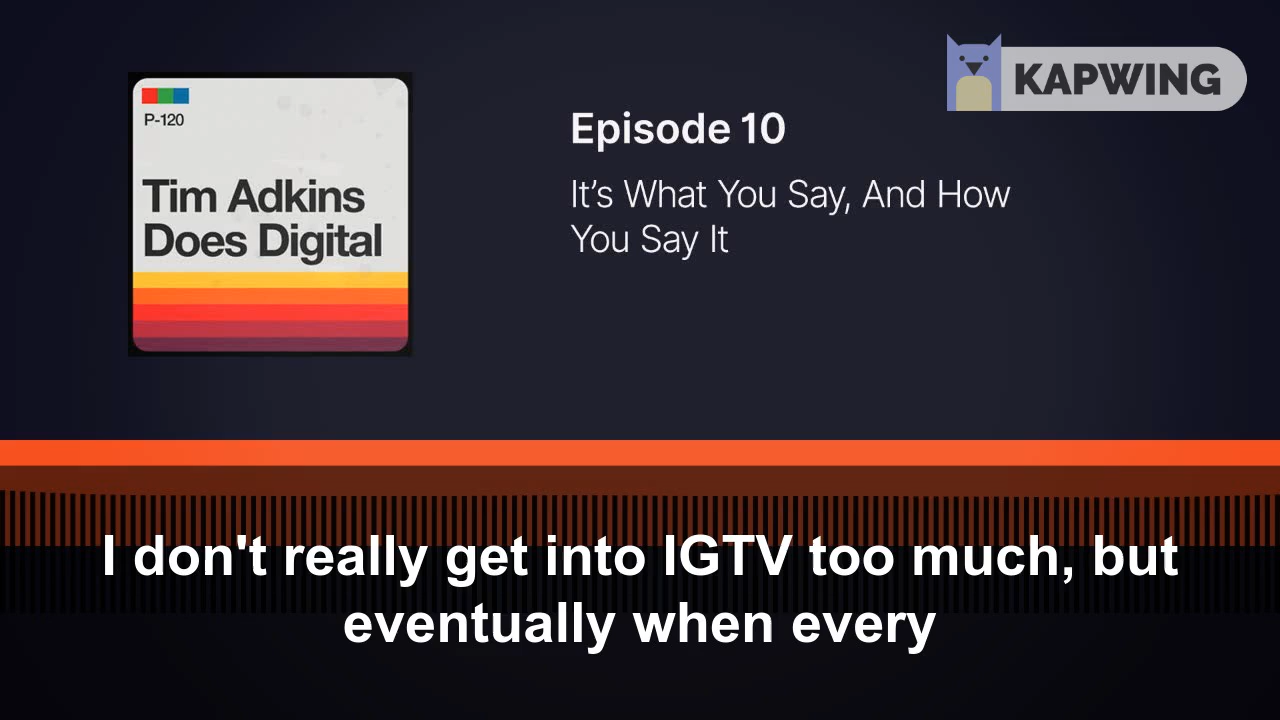 P-120
Tim Adkins
Does Digital
Episode 10
It’s What You Say, And How
You Say It
KAPWING
I don't really get into IGTV too much, but
eventually when every